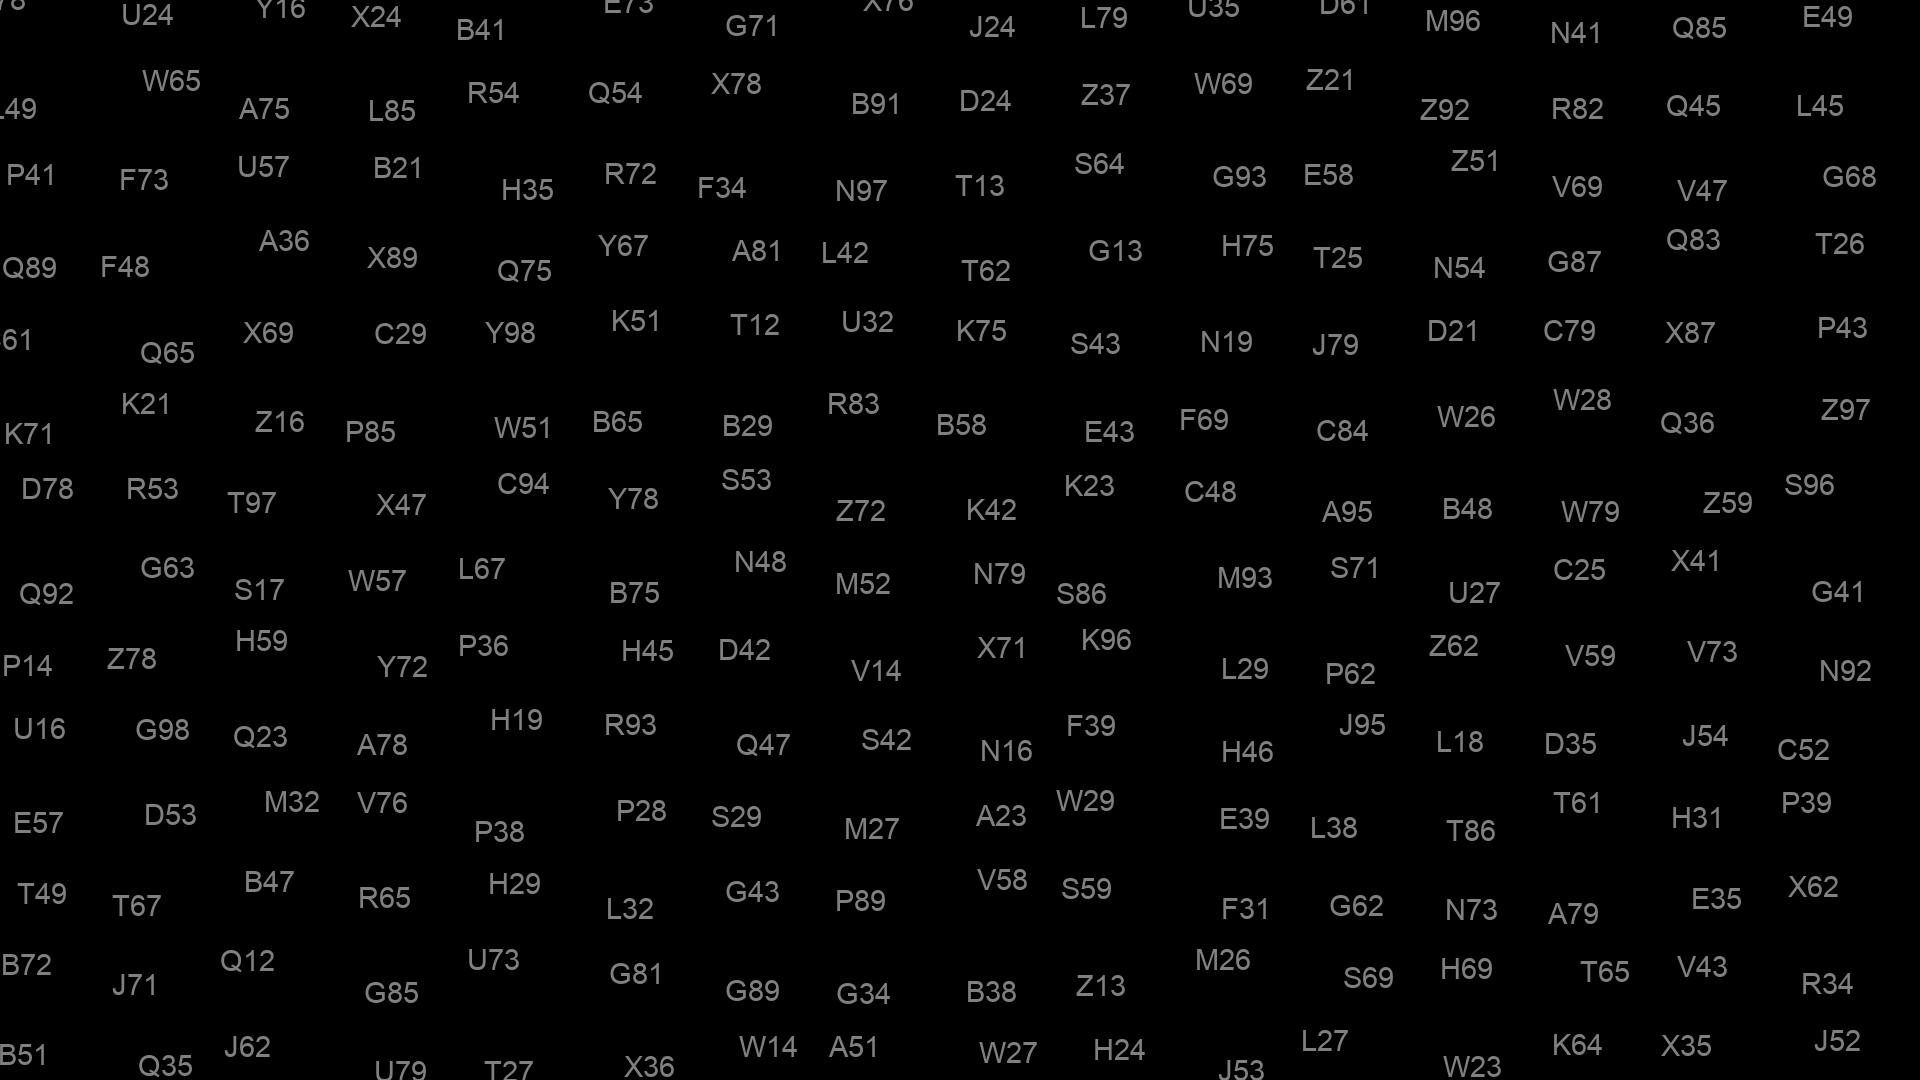 U24 Y16 X24 B41 E73 G71 X76 J24 L79 U35 D61 M96 N41 Q85 E49
W65 A75 L85 R54 Q54 X78 B91 D24 Z37 W69 Z21 Z92 R82 Q45 L45
P41 F73 U57 B21 H35 R72 F34 N97 T13 S64 G93 E58 Z51 V69 V47 G68
Q89 F48 A36 X89 Q75 Y67 A81 L42 T62 G13 H75 T25 N54 G87 Q83 T26
61 Q65 X69 C29 Y98 K51 T12 U32 K75 S43 N19 J79 D21 C79 X87 P43
K71 K21 Z16 P85 W51 B65 B29 R83 B58 E43 F69 C84 W26 W28 Q36 Z97
D78 R53 T97 X47 C94 Y78 S53 Z72 K42 K23 C48 A95 B48 W79 Z59 S96
Q92 G63 S17 W57 L67 B75 N48 M52 N79 S86 M93 S71 U27 C25 X41 G41
P14 Z78 H59 Y72 P36 H45 D42 V14 X71 K96 L29 P62 Z62 V59 V73 N92
U16 G98 Q23 A78 H19 R93 Q47 S42 N16 F39 H46 J95 L18 D35 J54 C52
E57 D53 M32 V76 P38 P28 S29 M27 A23 W29 E39 L38 T86 T61 H31 P39
T49 T67 B47 R65 H29 L32 G43 P89 V58 S59 F31 G62 N73 A79 E35 X62
B72 J71 Q12 G85 U73 G81 G89 G34 B38 Z13 M26 S69 H69 T65 V43 R34
B51 Q35 J62 U79 T27 X36 W14 A51 W27 H24 J53 L27 W23 K64 X35 J52